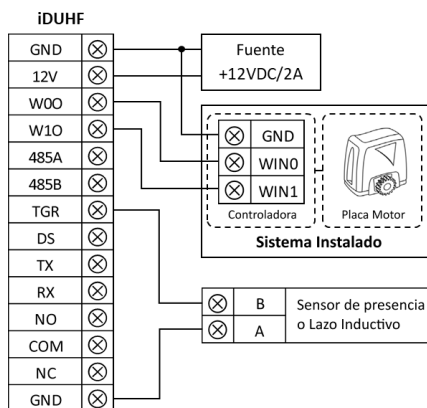 iDUHF
GND
12V
W0O
W1O
485A
485B
TGR
DS
TX
RX
NO
COM
NC
GND
Fuente
+12VDC/2A
GND
WIN0
WIN1
Controladora
Placa Motor
Sistema Instalado
B
A
Sensor de presencia
o Lazo Inductivo